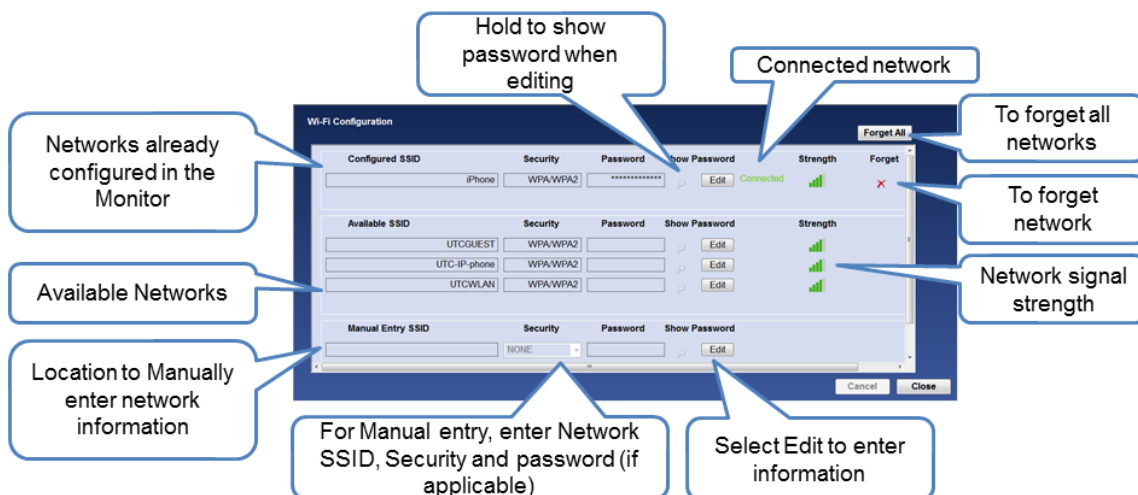 Hold to show
password when
editing
Connected network
Networks already
configured in the
Monitor
To forget all
networks
Wi-Fi Configuration
Forget All
Configured SSID Security Password Show Password Strength Forget
iPhone WPA/WPA2 ************* Edit Connected
To forget
network
Available SSID Security Strength
UTCGUEST WPA/WPA2 Edit
UTC-IP-phone WPA/WPA2 Edit
UTCWLAN WPA/WPA2 Edit
Available Networks
Network signal
strength
Manual Entry SSID Security Password Show Password
NONE Edit
Cancel Close
Location to Manually
enter network
information
For Manual entry, enter Network
SSID, Security and password (if
applicable)
Select Edit to enter
information